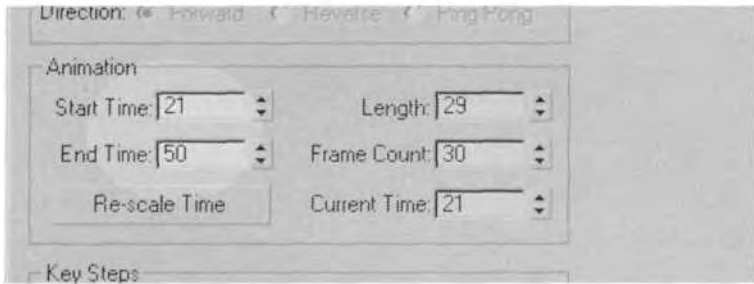 Direction: Forward Reverse Ping Pong
Animation
Start Time: 21 Length: 29
End Time: 50 Frame Count: 30
Re-scale Time Current Time: 21
Key Steps